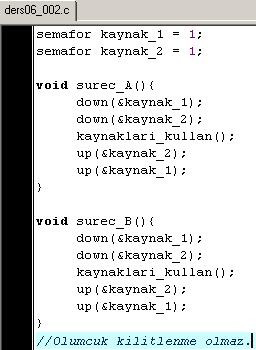 ders06_002.c
semafor kaynak_1 = 1;
semafor kaynak_2 = 1;
void surec_A(){
down(&kaynak_1);
down(&kaynak_2);
kaynaklari_kullan();
up(&kaynak_2);
up(&kaynak_1);
}
void surec_B(){
down(&kaynak_1);
down(&kaynak_2);
kaynaklari_kullan();
up(&kaynak_2);
up(&kaynak_1);
}
//Olumcuk kilitlenme olmaz.